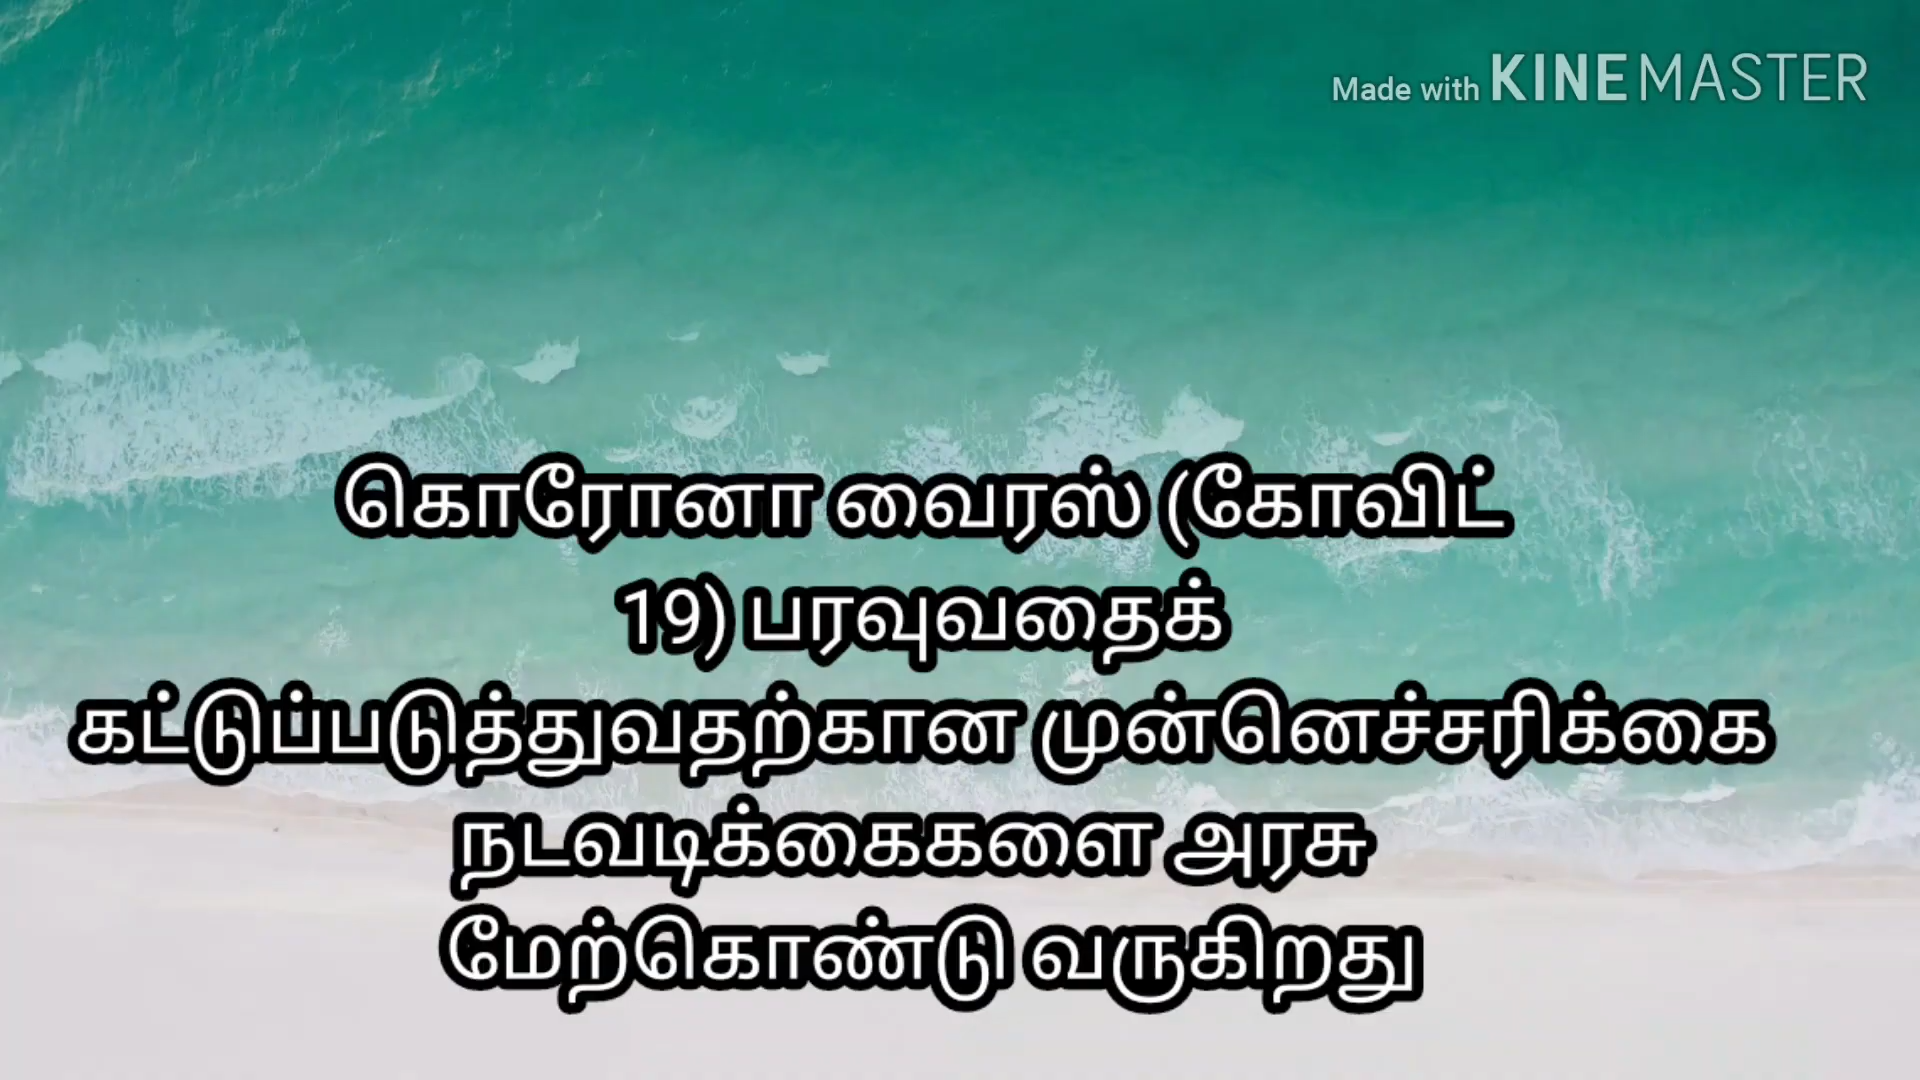 Made with KINEMASTER
கொரோனா வைரஸ் (கோவிட்
19) பரவுவதைக்
கட்டுப்படுத்துவதற்கான முன்னெச்சரிக்கை
நடவடிக்கைகளை அரசு
மேற்கொண்டு வருகிறது